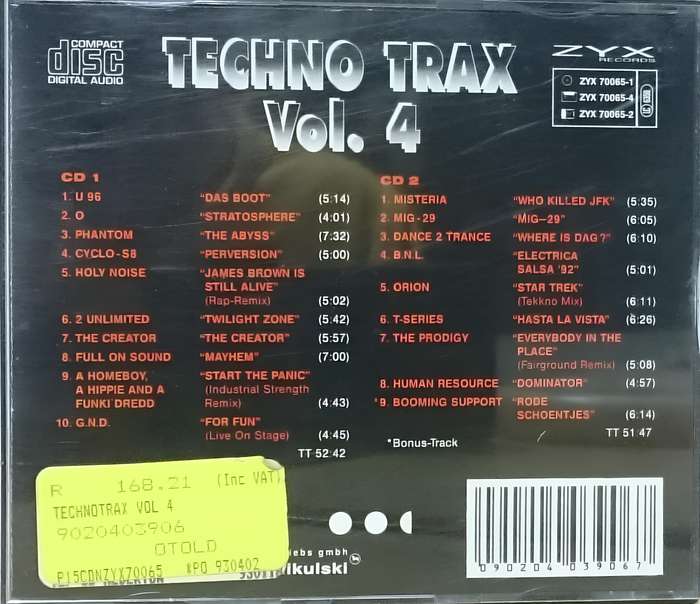 COMPACT
disc
DIGITAL AUDIO
TECHNO TRAX
Vol. 4
ZYX
RECORDS
ZYX 70065-1
ZYX 70065-4
ZYX 70065-2
CD 1
1. U 96 "DAS BOOT" (5:14)
2. O "STRATOSPHERE" (4:01)
3. PHANTOM "THE ABYSS" (7:32)
4. CYCLO-S8 "PERVERSION" (5:00)
5. HOLY NOISE "JAMES BROWN IS
STILL ALIVE"
(Rap-Remix) (5:02)
6. 2 UNLIMITED "TWILIGHT ZONE" (5:42)
7. THE CREATOR "THE CREATOR" (5:57)
8. FULL ON SOUND "MAYHEM" (7:00)
9. A HOMEBOY, "START THE PANIC"
A HIPPIE AND A (Industrial Strength
FUNKI DREDD Remix) (4:43)
10. G.N.D. "FOR FUN"
(Live On Stage) (4:45)
TT 52:42
CD 2
1. MISTERIA "WHO KILLED JFK" (5:35)
2. MIG-29 "MIG–29" (6:05)
3. DANCE 2 TRANCE "WHERE IS DAG?" (6:10)
4. B.N.L. "ELECTRICA
SALSA '92" (5:01)
5. ORION "STAR TREK"
(Tekkno Mix) (6:11)
6. T-SERIES "HASTA LA VISTA" (6:26)
7. THE PRODIGY "EVERYBODY IN THE
PLACE"
(Fairground Remix) (5:08)
8. HUMAN RESOURCE "DOMINATOR" (4:57)
*9. BOOMING SUPPORT "RODE
SCHOENTJES" (6:14)
TT 51:47
*Bonus-Track
R 168.21 (Inc VAT)
TECHNOTRAX VOL 4
9020403906
OTOLD
P15CDNZYX70065 *PO 930402
gmbh
mikulski
090204 039067